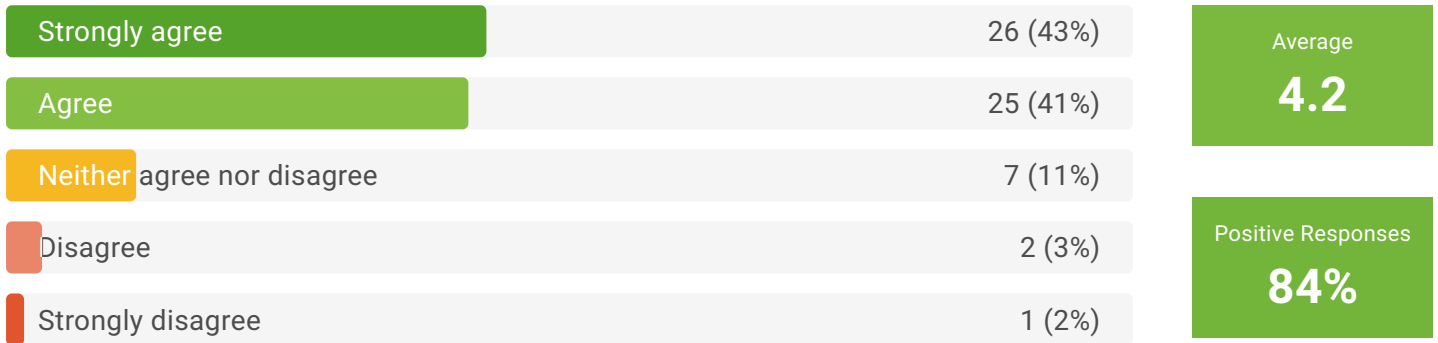 Strongly agree 26 (43%)
Agree 25 (41%)
Neither agree nor disagree 7 (11%)
Disagree 2 (3%)
Strongly disagree 1 (2%)
Average
4.2
Positive Responses
84%